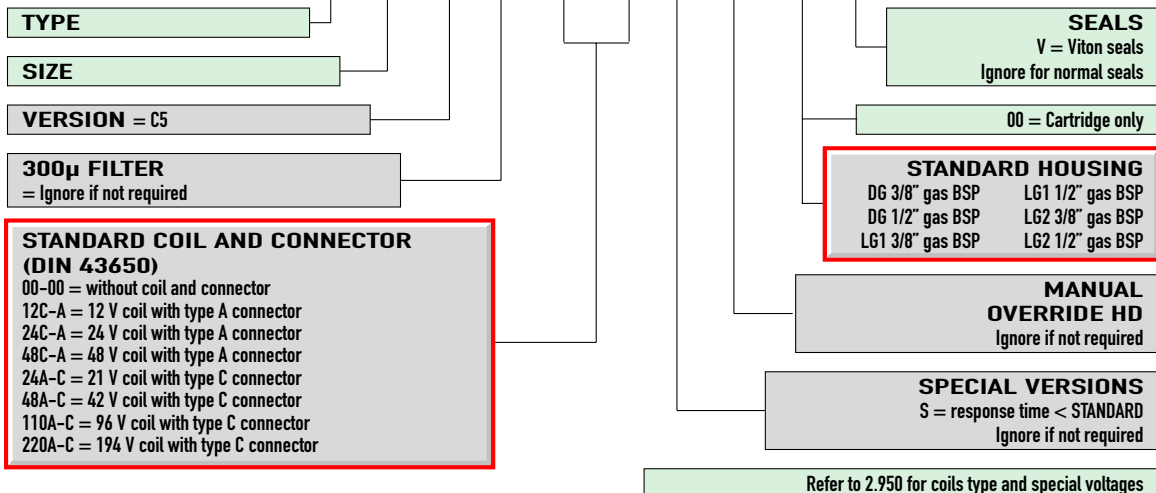 TYPE
SIZE
VERSION = C5
300µ FILTER
= Ignore if not required
STANDARD COIL AND CONNECTOR
(DIN 43650)
00-00 = without coil and connector
12C-A = 12 V coil with type A connector
24C-A = 24 V coil with type A connector
48C-A = 48 V coil with type A connector
24A-C = 21 V coil with type C connector
48A-C = 42 V coil with type C connector
110A-C = 96 V coil with type C connector
220A-C = 194 V coil with type C connector
SEALS
V = Viton seals
Ignore for normal seals
00 = Cartridge only
STANDARD HOUSING
DG 3/8” gas BSP LG1 1/2” gas BSP
DG 1/2” gas BSP LG2 3/8” gas BSP
LG1 3/8” gas BSP LG2 1/2” gas BSP
MANUAL
OVERRIDE HD
Ignore if not required
SPECIAL VERSIONS
S = response time < STANDARD
Ignore if not required
Refer to 2.950 for coils type and special voltages